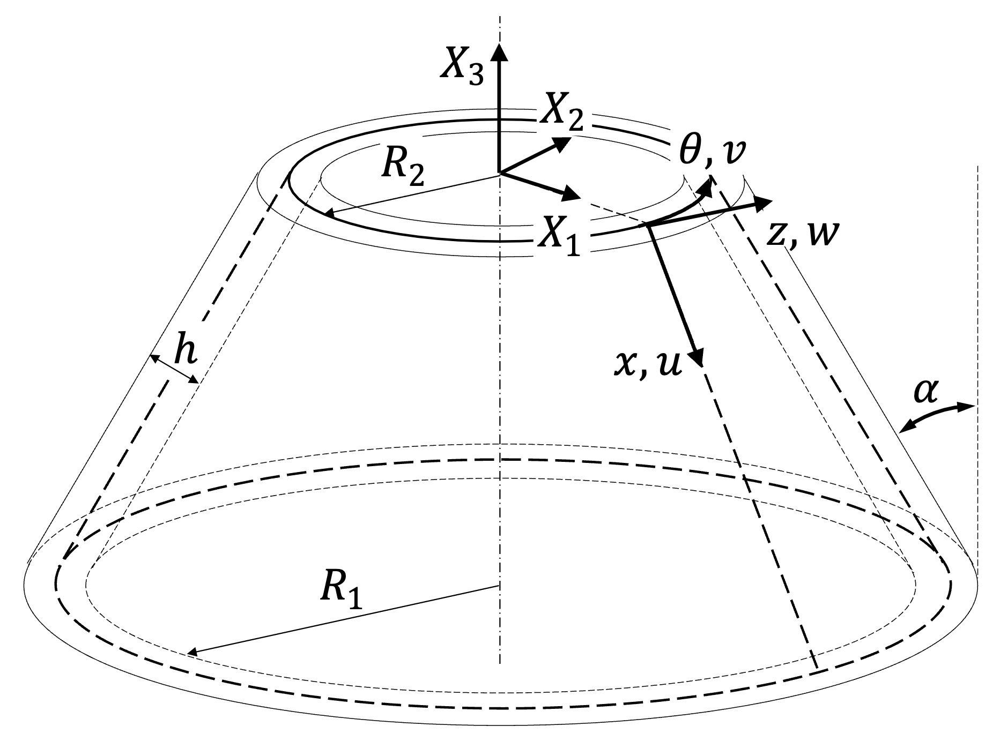 X₃
X₂
θ, v
R₂
X₁
z, w
h
x, u
α
R₁